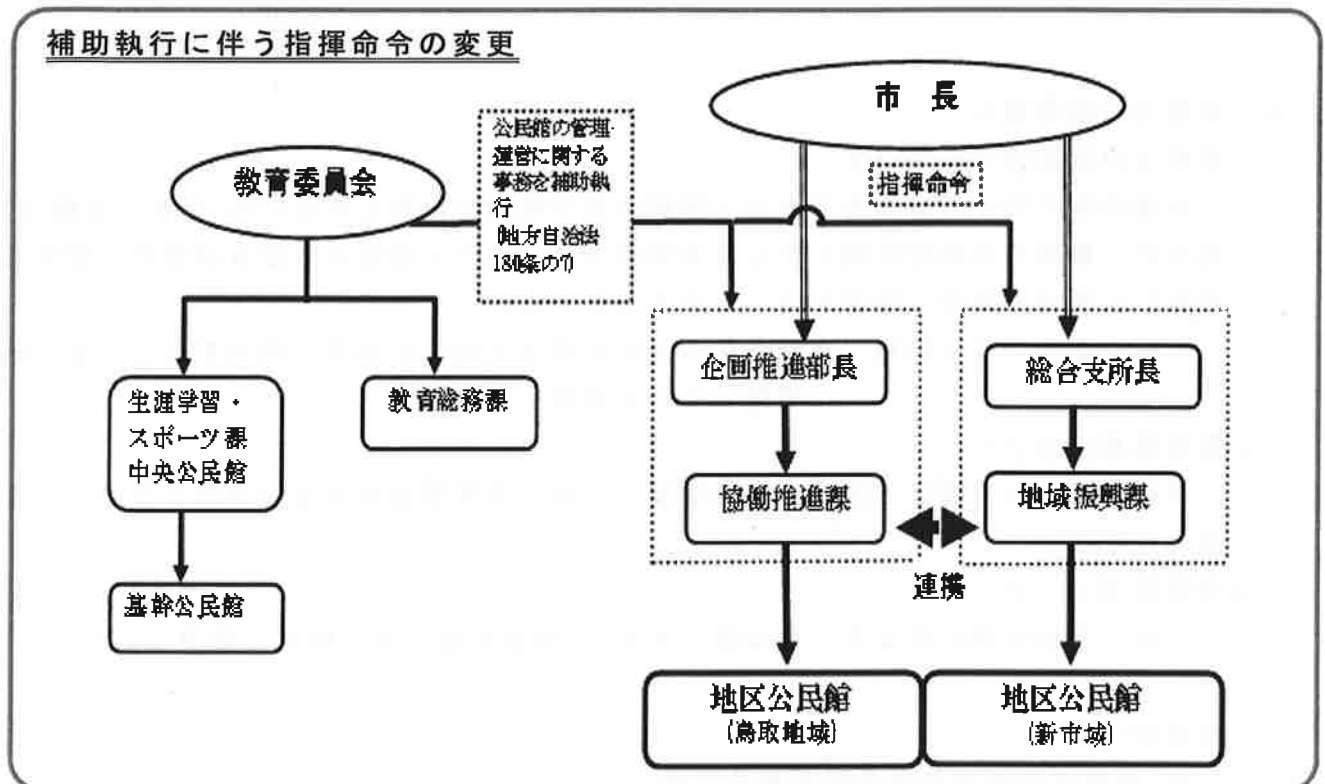 補助執行に伴う指揮命令の変更
市 長
公民館の管理・
運営に関する
事務を補助執
行
(地方自治法
180条の7)
教育委員会
指揮命令
企画推進部長
総合支所長
生涯学習・
スポーツ課
中央公民館
教育総務課
協働推進課
地域振興課
連携
基幹公民館
地区公民館
(鳥取地域)
地区公民館
(新市域)